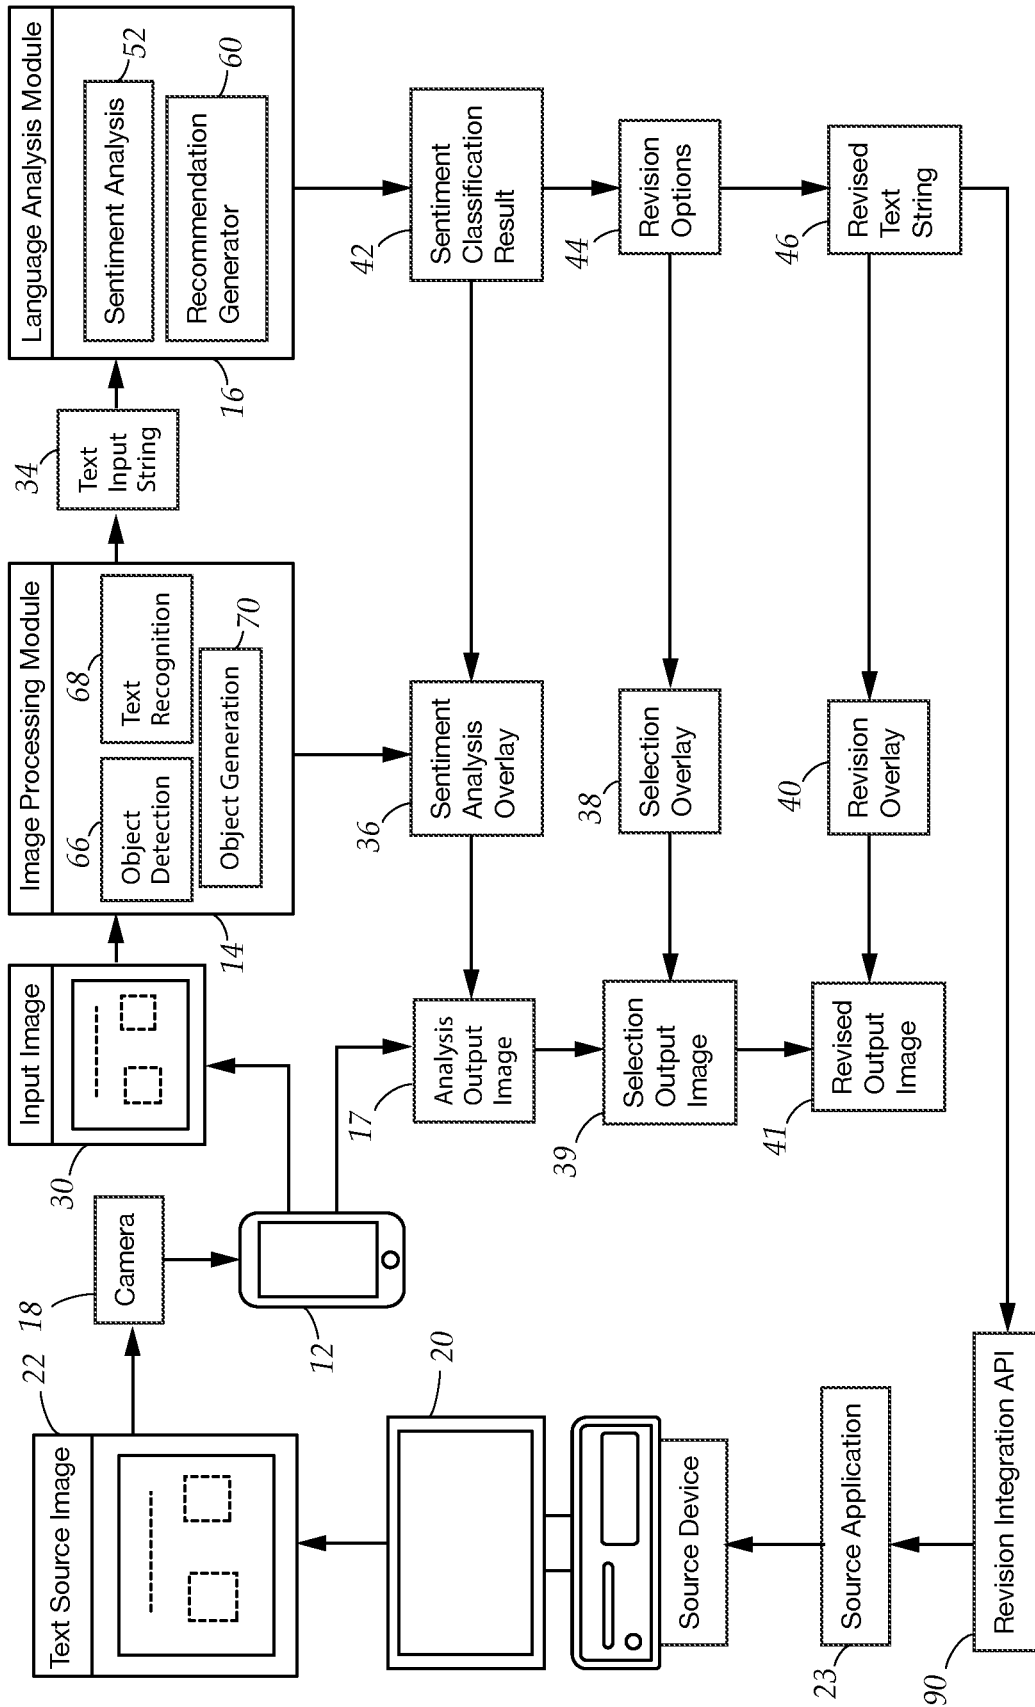 Text Source Image
22
18
Camera
12
20
Source Device
Source Application
23
Revision Integration API
90
Input Image
30
Image Processing Module
66
Object
Detection
68
Text
Recognition
Object Generation
70
14
34
Text
Input
String
Language Analysis Module
Sentiment Analysis
52
Recommendation
Generator
60
16
17
Analysis
Output
Image
36
Sentiment
Analysis
Overlay
42
Sentiment
Classification
Result
39
Selection
Output
Image
38
Selection
Overlay
44
Revision
Options
41
Revised
Output
Image
40
Revision
Overlay
46
Revised
Text
String